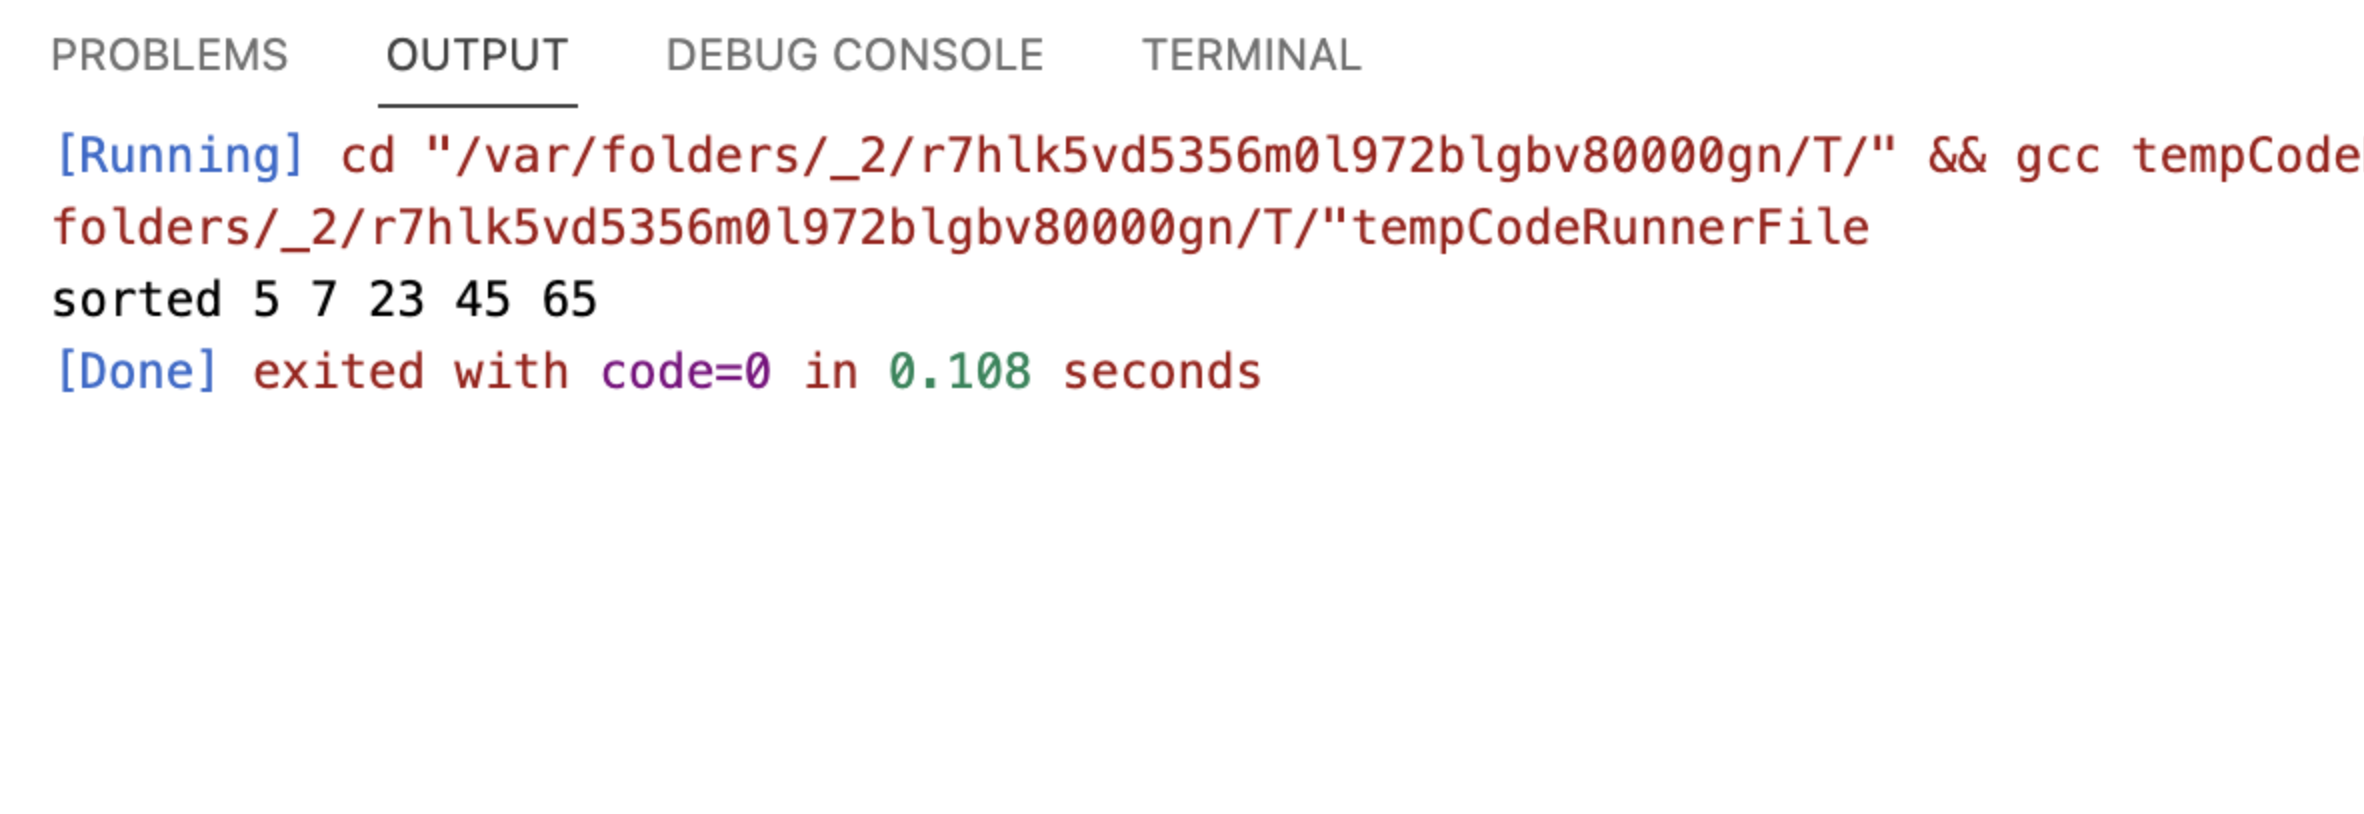 PROBLEMS OUTPUT DEBUG CONSOLE TERMINAL
[Running] cd "/var/folders/_2/r7hlk5vd5356m0l972blgbv80000gn/T/" && gcc tempCode
folders/_2/r7hlk5vd5356m0l972blgbv80000gn/T/"tempCodeRunnerFile
sorted 5 7 23 45 65
[Done] exited with code=0 in 0.108 seconds